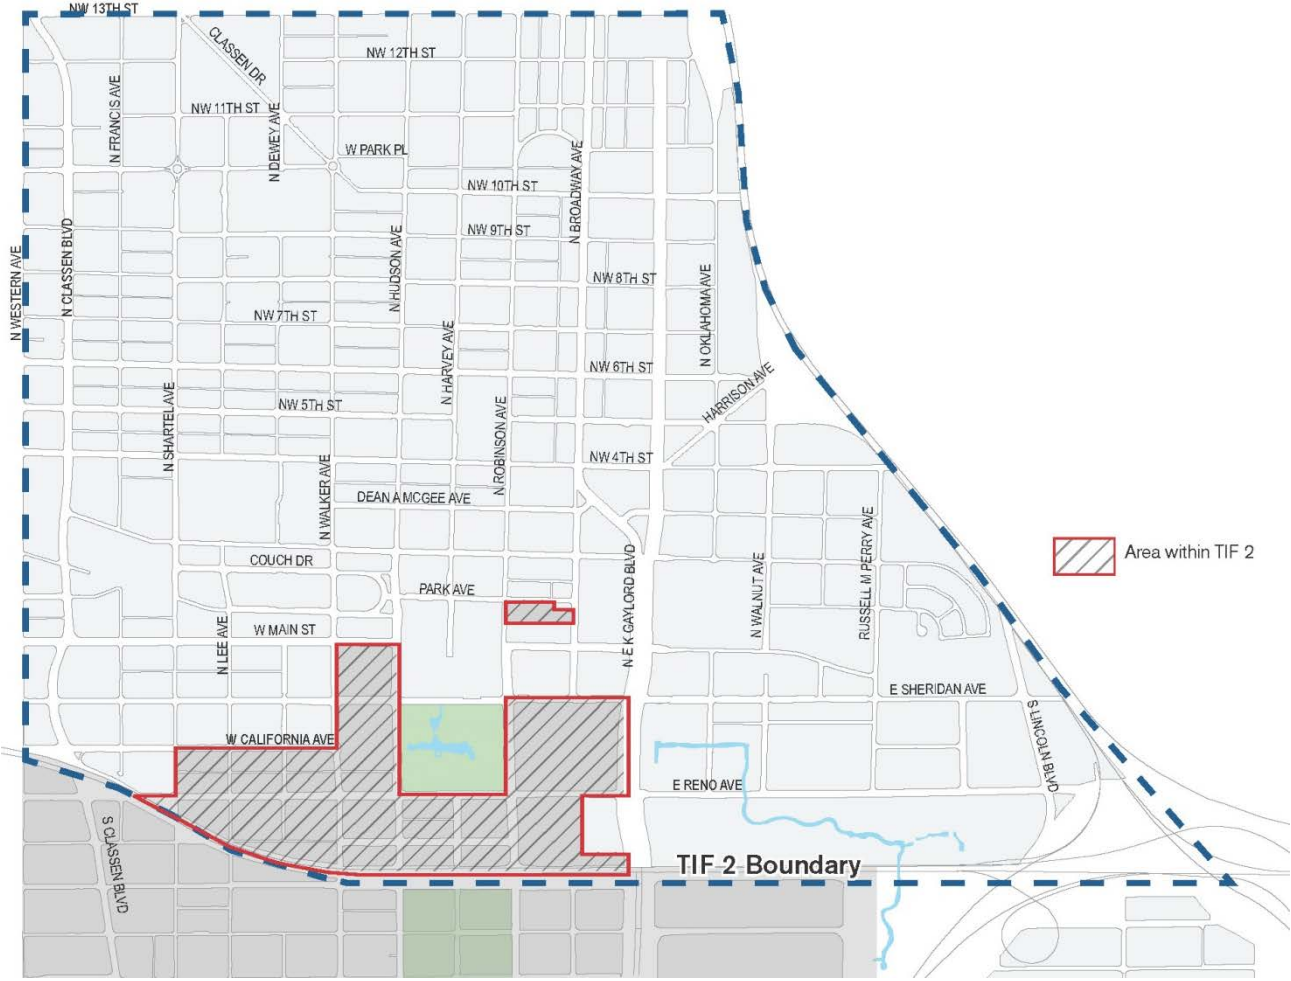 NW 13TH ST
CLASSEN DR
NW 12TH ST
N FRANCIS AVE
NW 11TH ST
N DEWEY AVE
W PARK PL
N BROADWAY AVE
NW 10TH ST
NW 9TH ST
N WESTERN AVE
N CLASSEN BLVD
N HUDSON AVE
NW 8TH ST
N OKLAHOMA AVE
NW 7TH ST
N HARVEY AVE
NW 6TH ST
HARRISON AVE
N SHARTEL AVE
NW 5TH ST
N ROBINSON AVE
NW 4TH ST
N WALKER AVE
DEAN A MCGEE AVE
RUSSELL M PERRY AVE
COUCH DR
N E K GAYLORD BLVD
N WALNUT AVE
Area within TIF 2
PARK AVE
N LEE AVE
W MAIN ST
E SHERIDAN AVE
W CALIFORNIA AVE
S LINCOLN BLVD
E RENO AVE
S CLASSEN BLVD
TIF 2 Boundary